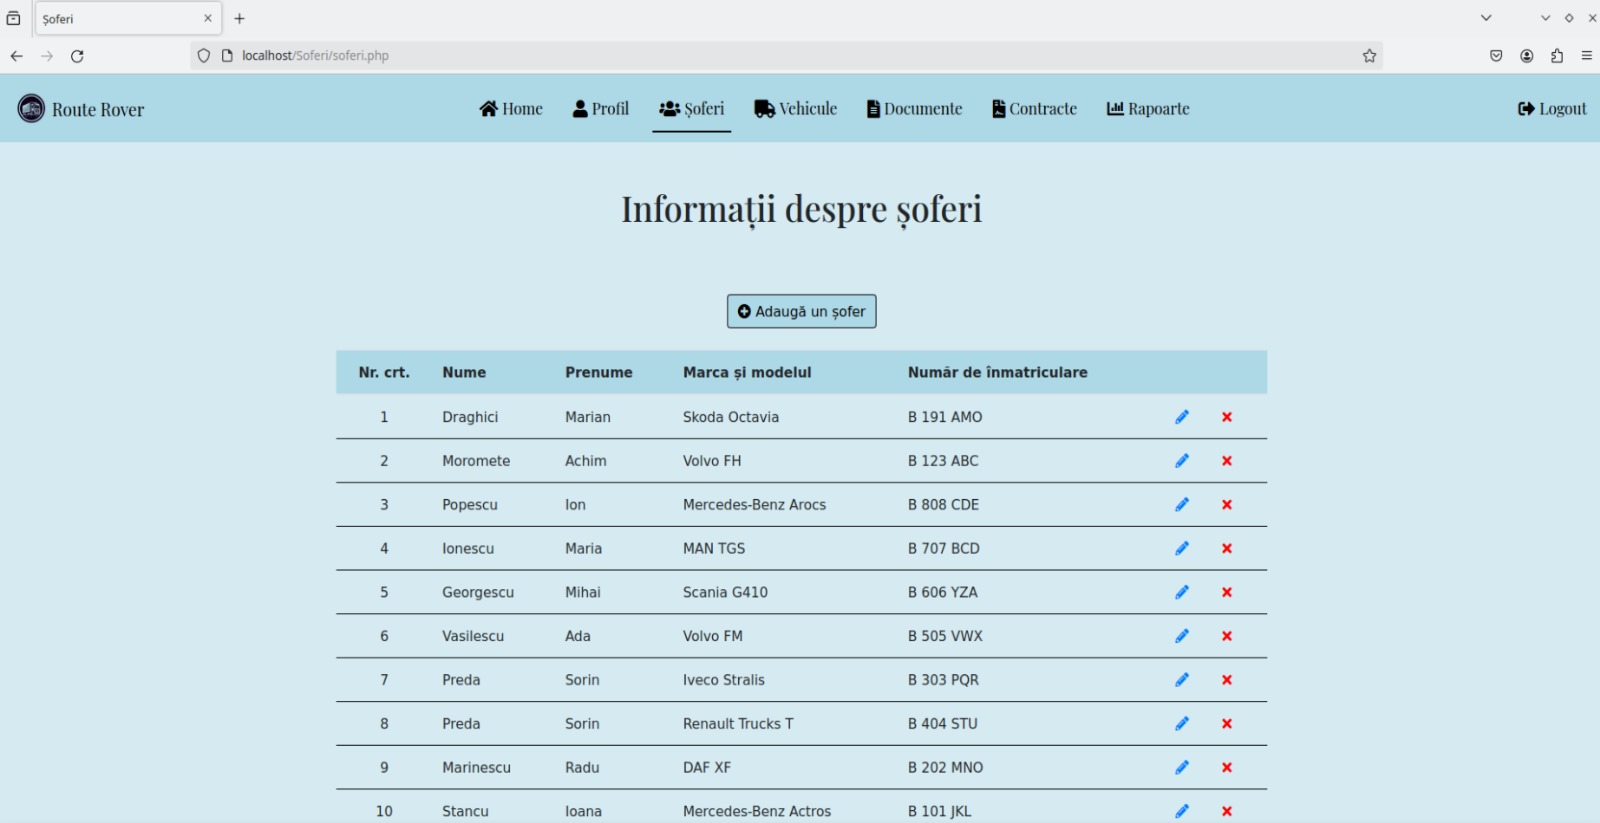 Șoferi
localhost/Soferi/soferi.php
Route Rover Home Profil Șoferi Vehicule Documente Contracte Rapoarte Logout
Informații despre șoferi
Adaugă un șofer
Nr. crt. Nume Prenume Marca și modelul Număr de înmatriculare
1 Draghici Marian Skoda Octavia B 191 AMO
2 Moromete Achim Volvo FH B 123 ABC
3 Popescu Ion Mercedes-Benz Arocs B 808 CDE
4 Ionescu Maria MAN TGS B 707 BCD
5 Georgescu Mihai Scania G410 B 606 YZA
6 Vasilescu Ada Volvo FM B 505 VWX
7 Preda Sorin Iveco Stralis B 303 PQR
8 Preda Sorin Renault Trucks T B 404 STU
9 Marinescu Radu DAF XF B 202 MNO
10 Stancu Ioana Mercedes-Benz Actros B 101 JKL